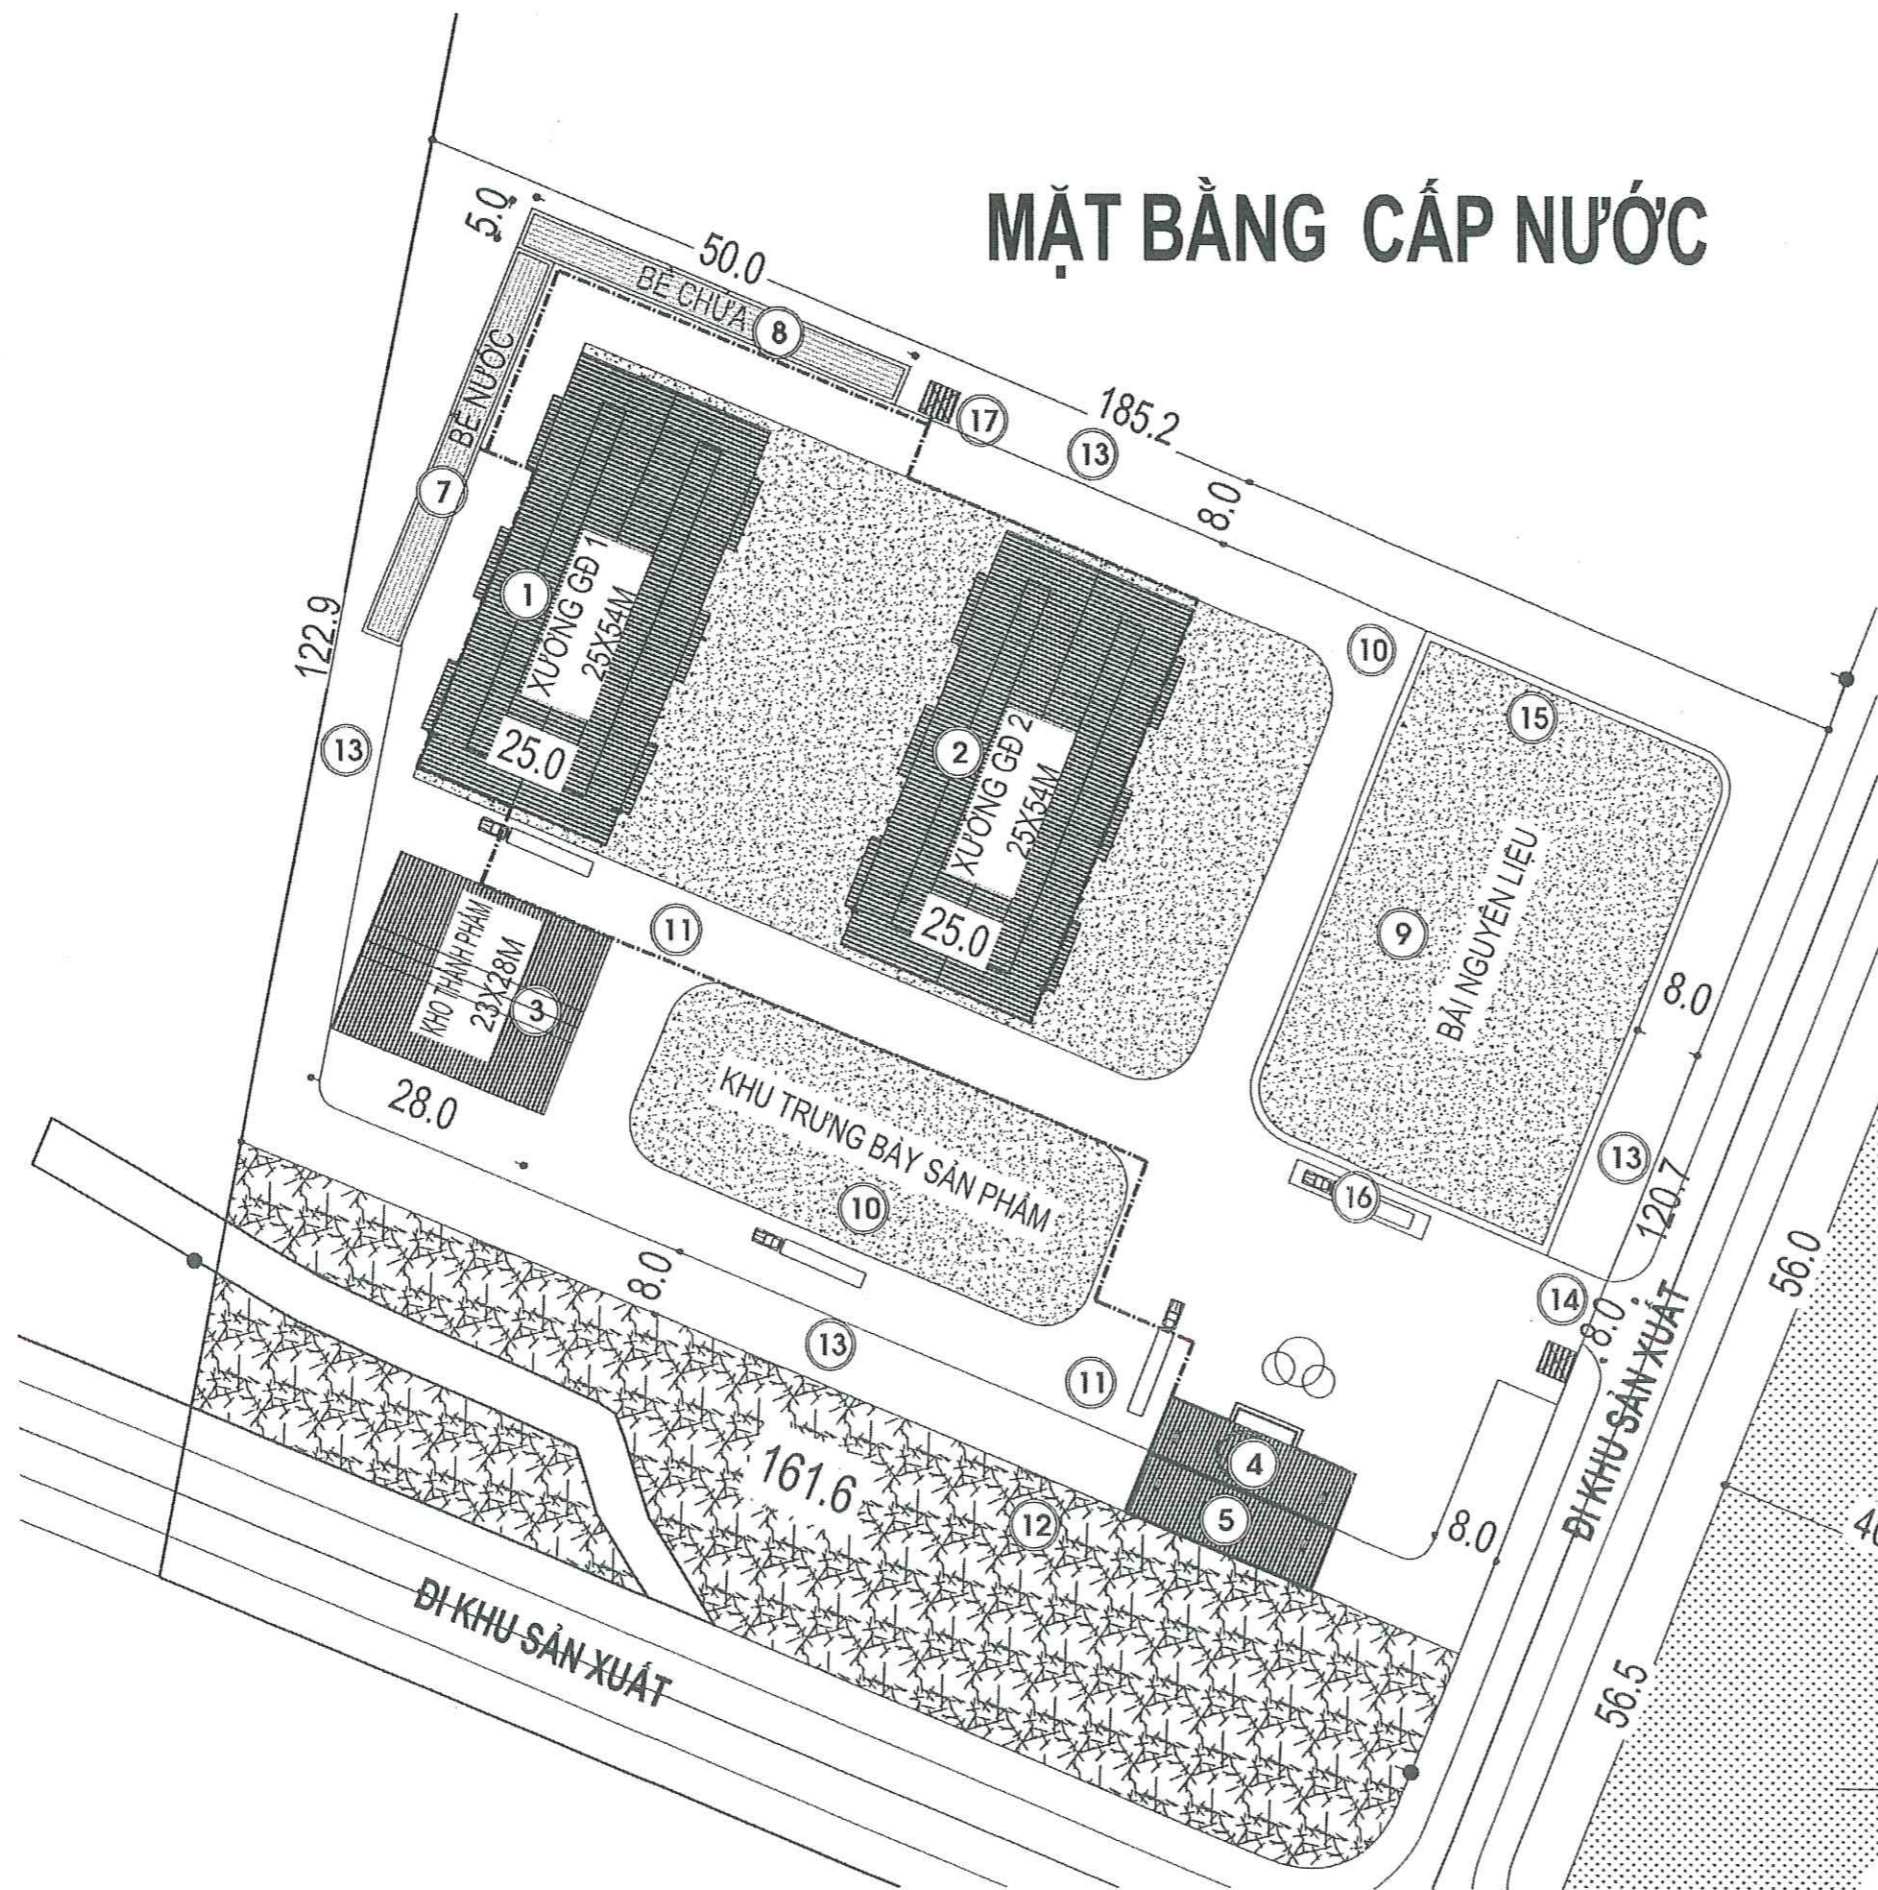 MẶT BẰNG CẤP NƯỚC
5.0
50.0
BỂ CHỨA
8
17
185.2
13
8.0
BỂ NƯỚC
7
1
XƯỞNG GĐ 1
25X54M
25.0
122.9
13
10
15
2
XƯỞNG GĐ 2
25X54M
25.0
9
BÃI NGUYÊN LIỆU
8.0
11
KHO THÀNH PHẨM
23X28M
3
28.0
KHU TRƯNG BÀY SẢN PHẨM
10
16
13
120.7
56.0
14
8.0
8.0
13
11
ĐI KHU SẢN XUẤT
161.6
12
4
5
8.0
ĐI KHU SẢN XUẤT
56.5